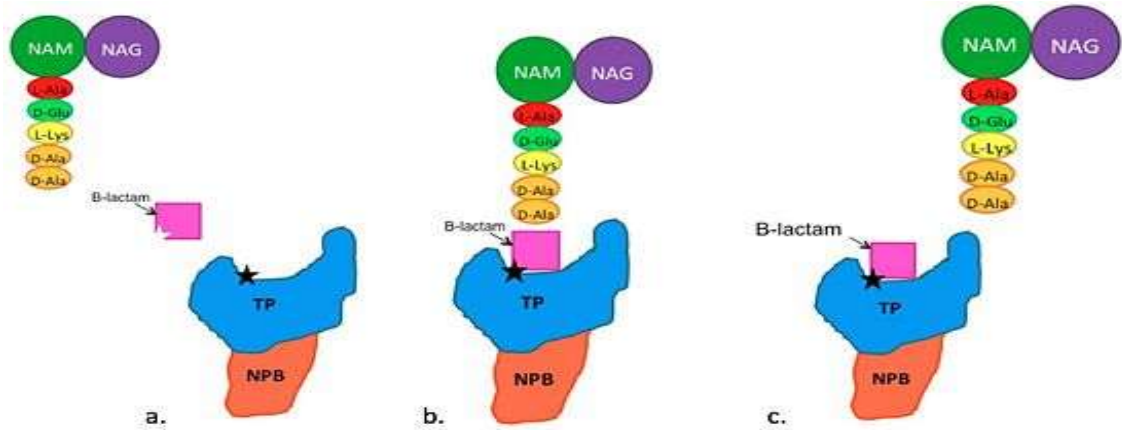 NAM NAG
L-Ala
D-Glu
L-Lys
D-Ala
D-Ala
B-lactam
TP
NPB
a.
NAM NAG
L-Ala
D-Glu
L-Lys
D-Ala
D-Ala
B-lactam
TP
NPB
b.
NAM NAG
L-Ala
D-Glu
L-Lys
D-Ala
D-Ala
B-lactam
TP
NPB
c.